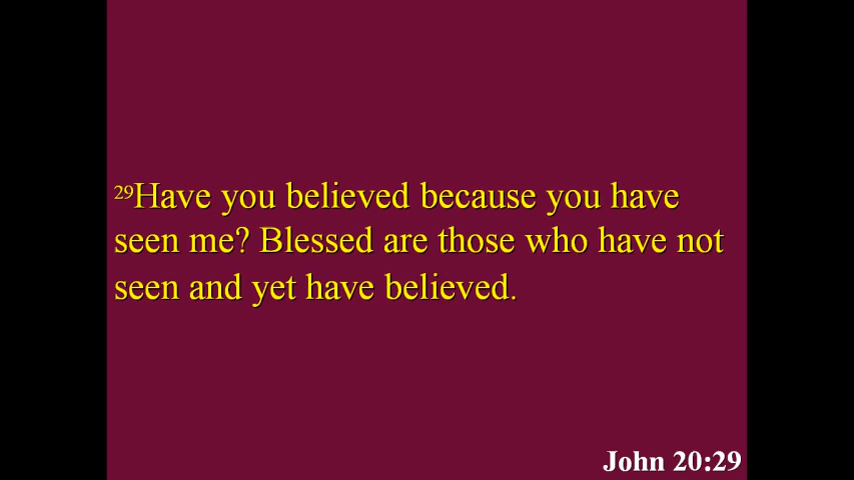 29Have you believed because you have
seen me? Blessed are those who have not
seen and yet have believed.
John 20:29